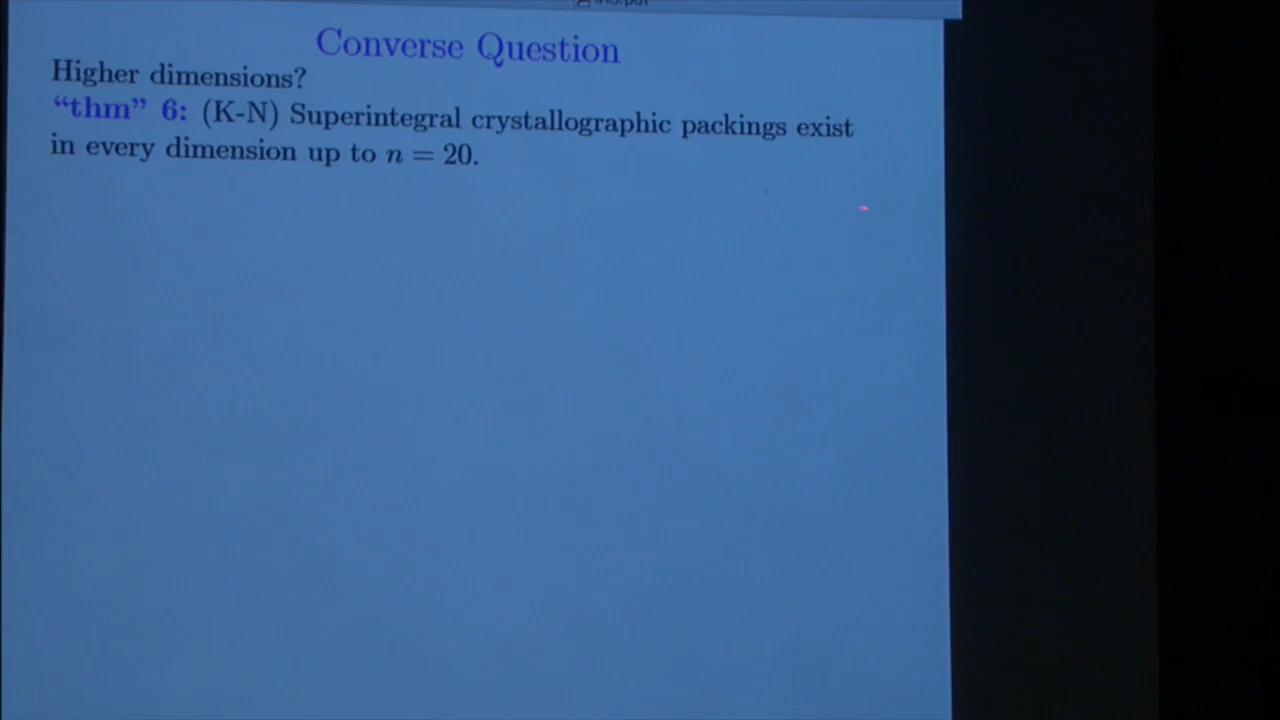 Converse Question
Higher dimensions?
“thm” 6: (K-N) Superintegral crystallographic packings exist
in every dimension up to n = 20.